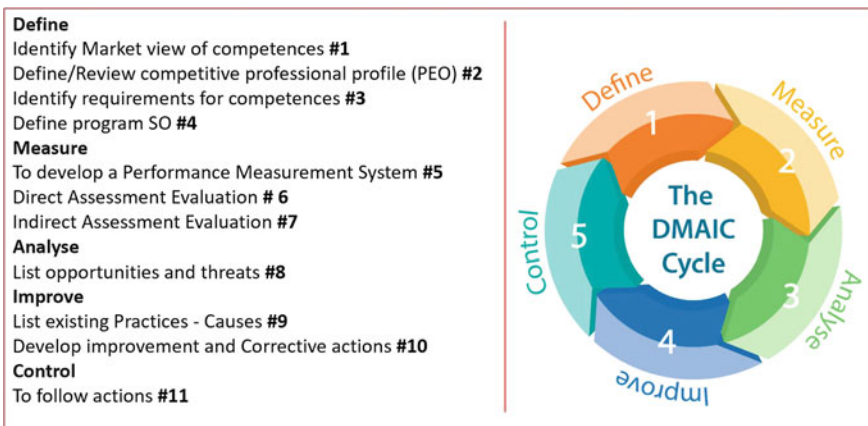 Define
Identify Market view of competences #1
Define/Review competitive professional profile (PEO) #2
Identify requirements for competences #3
Define program SO #4
Measure
To develop a Performance Measurement System #5
Direct Assessment Evaluation # 6
Indirect Assessment Evaluation #7
Analyse
List opportunities and threats #8
Improve
List existing Practices - Causes #9
Develop improvement and Corrective actions #10
Control
To follow actions #11
Define
1
Measure
2
Analyse
3
Improve
4
Control
5
The
DMAIC
Cycle